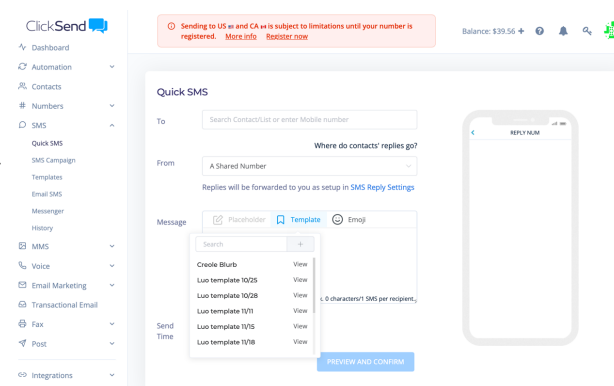 ClickSend
Sending to US and CA is subject to limitations until your number is
registered. More info Register now
Balance: $39.56 +
Dashboard
Automation
Contacts
Numbers
SMS
Quick SMS
SMS Campaign
Templates
Email SMS
Messenger
History
MMS
Voice
Email Marketing
Transactional Email
Fax
Post
Integrations
Quick SMS
To
Search Contact/List or enter Mobile number
Where do contacts' replies go?
From
A Shared Number
Replies will be forwarded to you as setup in SMS Reply Settings
Message
Placeholder Template Emoji
Search +
Creole Blurb View
Luo template 10/25 View
Luo template 10/28 View
Luo template 11/11 View
Luo template 11/15 View
Luo template 11/18 View
0 characters/1 SMS per recipient.
Send
Time
PREVIEW AND CONFIRM
REPLY NUM